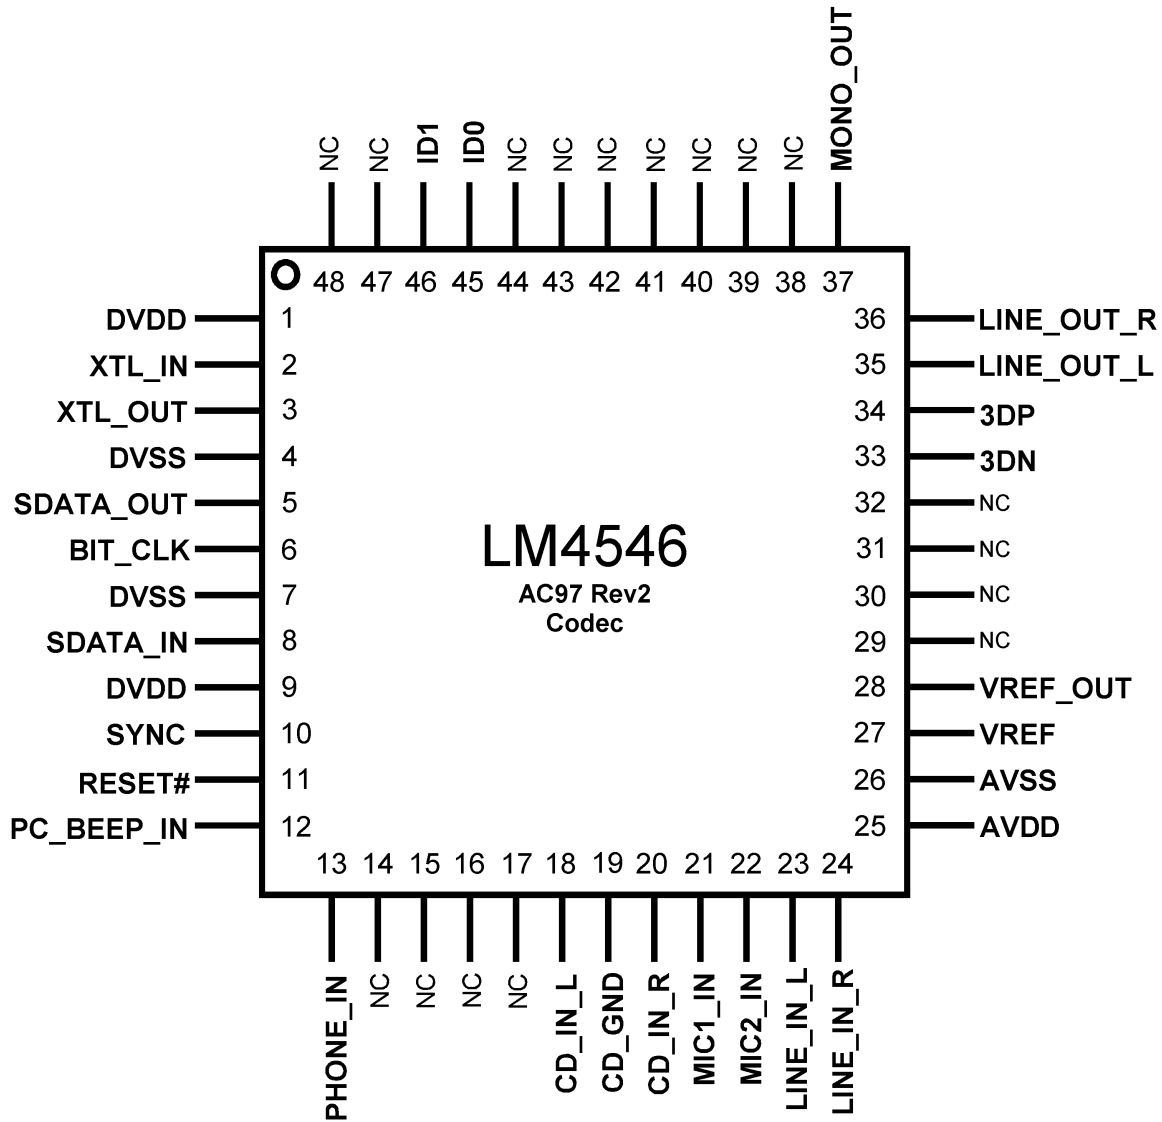 MONO_OUT
NC NC ID1 ID0 NC NC NC NC NC NC NC
48 47 46 45 44 43 42 41 40 39 38 37
DVDD 1 36 LINE_OUT_R
XTL_IN 2 35 LINE_OUT_L
XTL_OUT 3 34 3DP
DVSS 4 33 3DN
SDATA_OUT 5 32 NC
BIT_CLK 6 31 NC
LM4546
AC97 Rev2
DVSS 7 30 NC
Codec
SDATA_IN 8 29 NC
DVDD 9 28 VREF_OUT
SYNC 10 27 VREF
RESET# 11 26 AVSS
PC_BEEP_IN 12 25 AVDD
13 14 15 16 17 18 19 20 21 22 23 24
PHONE_IN NC NC NC NC CD_IN_L CD_GND CD_IN_R MIC1_IN MIC2_IN LINE_IN_L LINE_IN_R